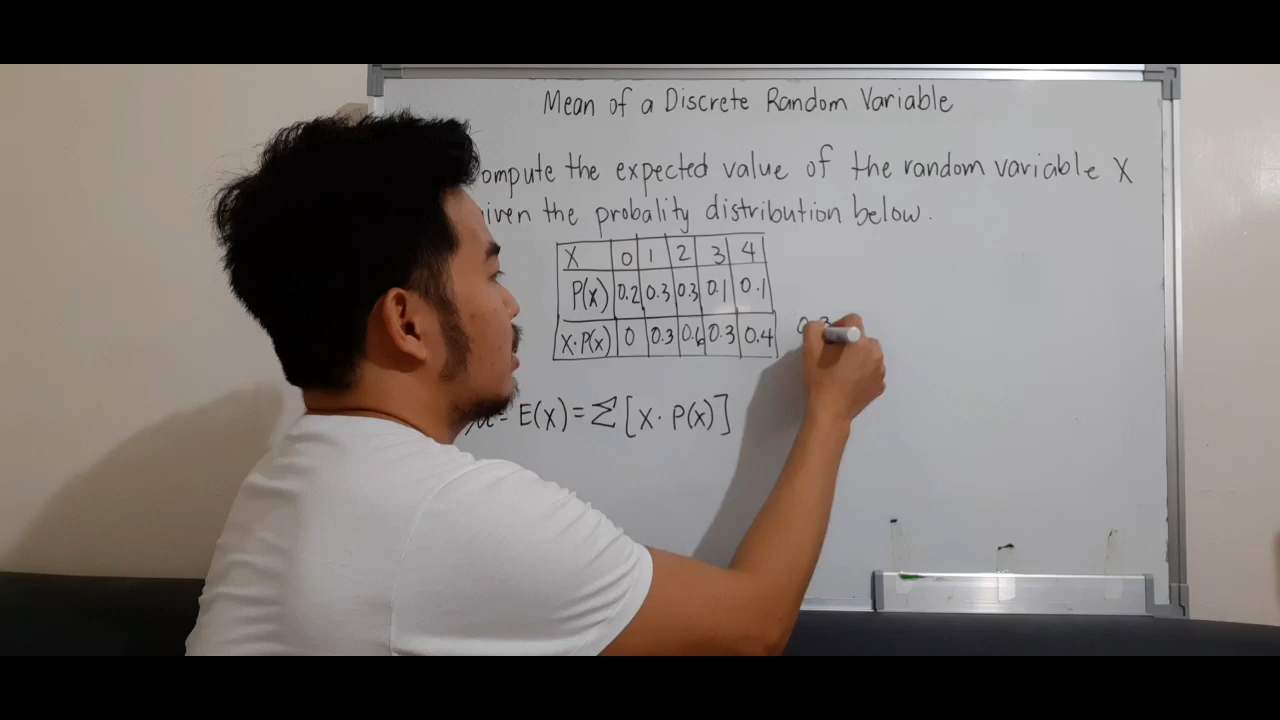 Mean of a Discrete Random Variable
ompute the expected value of the random variable X
iven the probality distribution below.
X 0 1 2 3 4
P(x) 0.2 0.3 0.3 0.1 0.1
X·P(x) 0 0.3 0.6 0.3 0.4
= E(X) = Σ [X · P(x)]